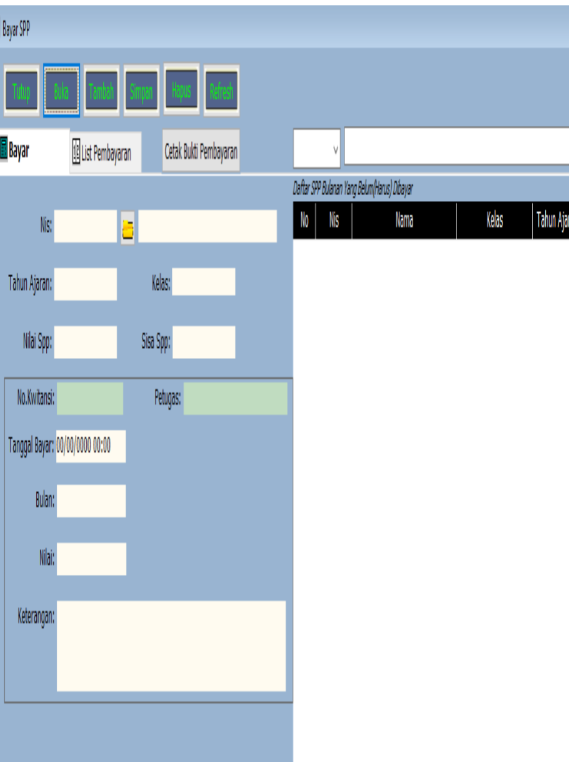 Bayar SPP
Tutup Buka Tambah Simpan Hapus Refresh
Bayar List Pembayaran Cetak Bukti Pembayaran
Daftar SPP Bulanan Yang Belum(Harus) Dibayar
No Nis Nama Kelas Tahun Ajar
Nis:
Tahun Ajaran: Kelas:
Nilai Spp: Sisa Spp:
No.Kwitansi: Petugas:
Tanggal Bayar: 00/00/0000 00:00
Bulan:
Nilai:
Keterangan: